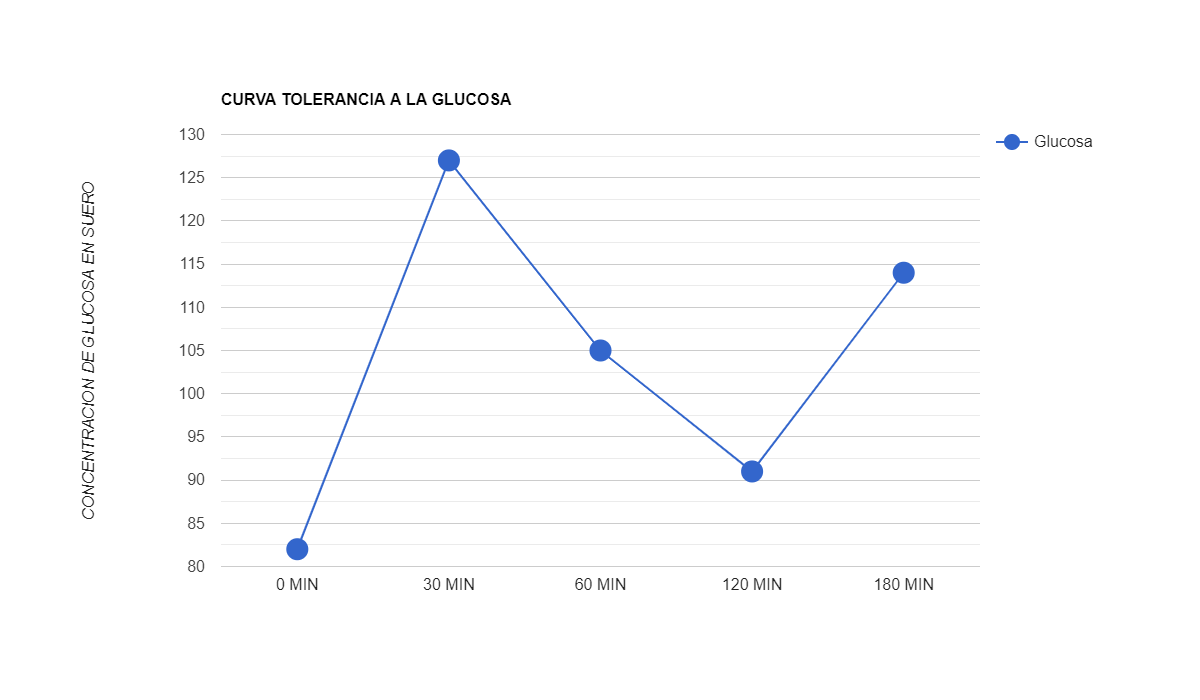 CURVA TOLERANCIA A LA GLUCOSA
Glucosa
CONCENTRACION DE GLUCOSA EN SUERO
130
125
120
115
110
105
100
95
90
85
80
0 MIN 30 MIN 60 MIN 120 MIN 180 MIN